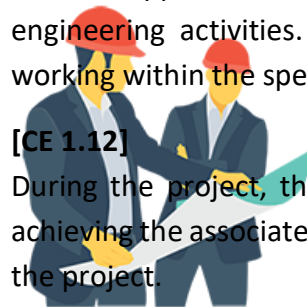 engineering activities.
working within the spe
[CE 1.12]
During the project, th
achieving the associate
the project.